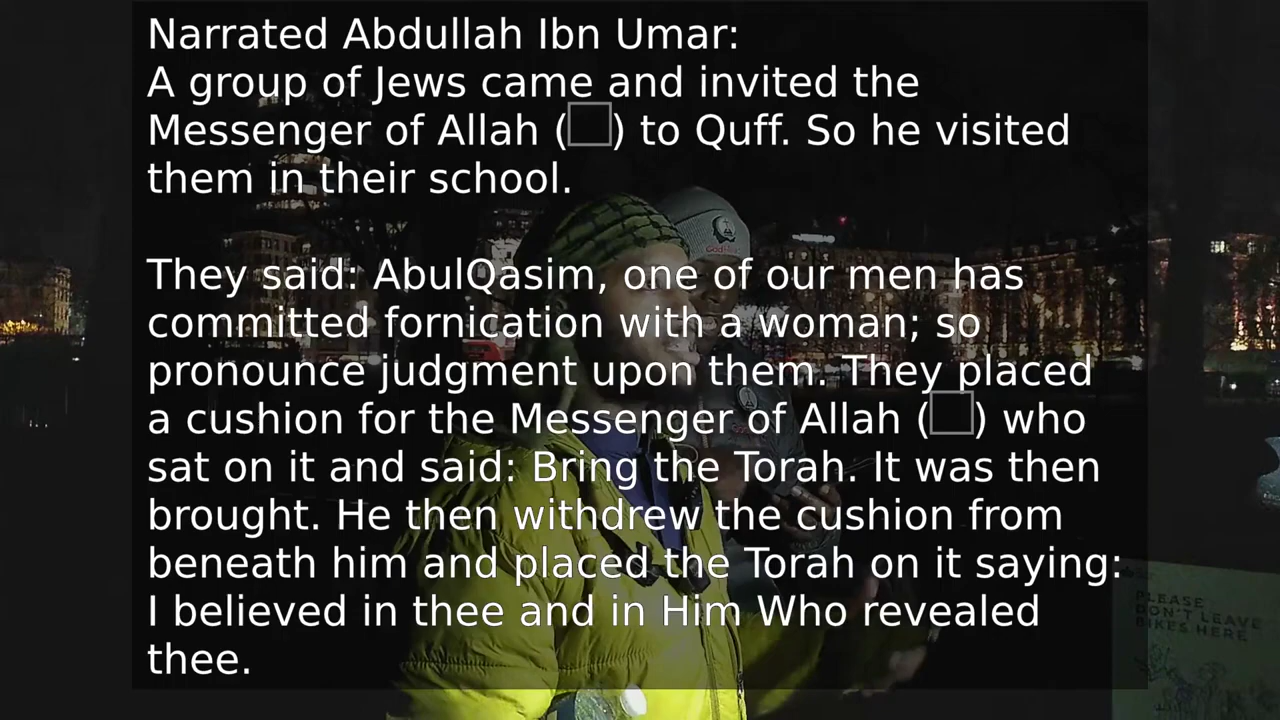 Narrated Abdullah Ibn Umar:
A group of Jews came and invited the
Messenger of Allah (□) to Quff. So he visited
them in their school.
They said: AbulQasim, one of our men has
committed fornication with a woman; so
pronounce judgment upon them. They placed
a cushion for the Messenger of Allah (□) who
sat on it and said: Bring the Torah. It was then
brought. He then withdrew the cushion from
beneath him and placed the Torah on it saying:
I believed in thee and in Him Who revealed
thee.
PLEASE
DON'T LEAVE
BIKES HERE